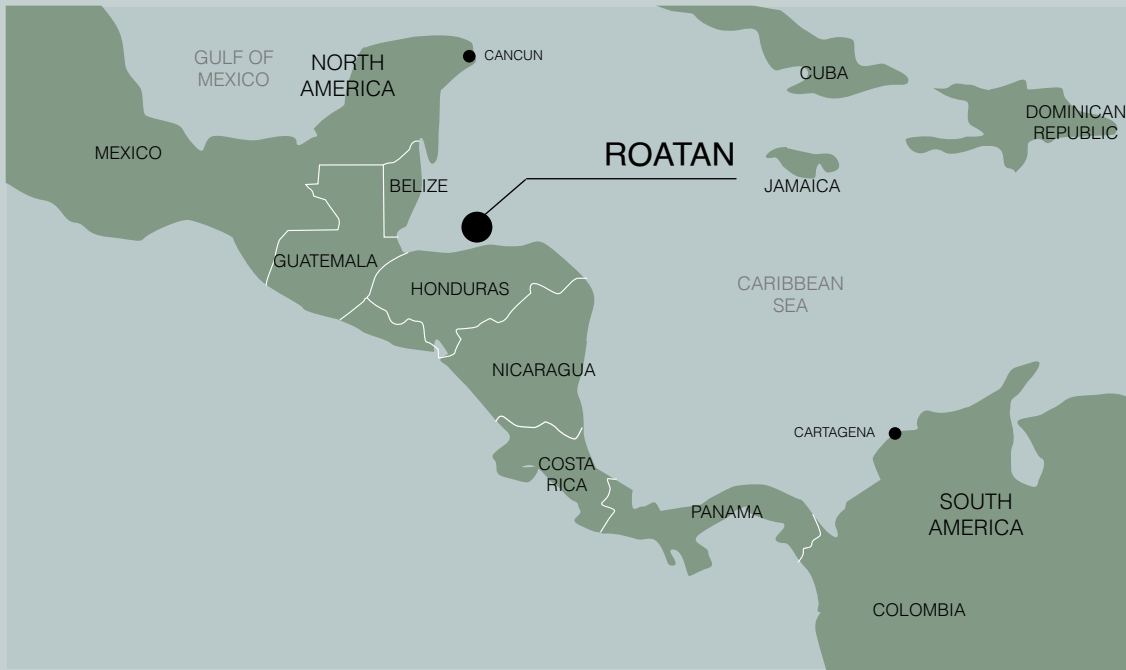 GULF OF
MEXICO
NORTH
AMERICA
CANCUN
CUBA
DOMINICAN
REPUBLIC
MEXICO
ROATAN
BELIZE
JAMAICA
GUATEMALA
HONDURAS
CARIBBEAN
SEA
NICARAGUA
CARTAGENA
COSTA
RICA
PANAMA
SOUTH
AMERICA
COLOMBIA